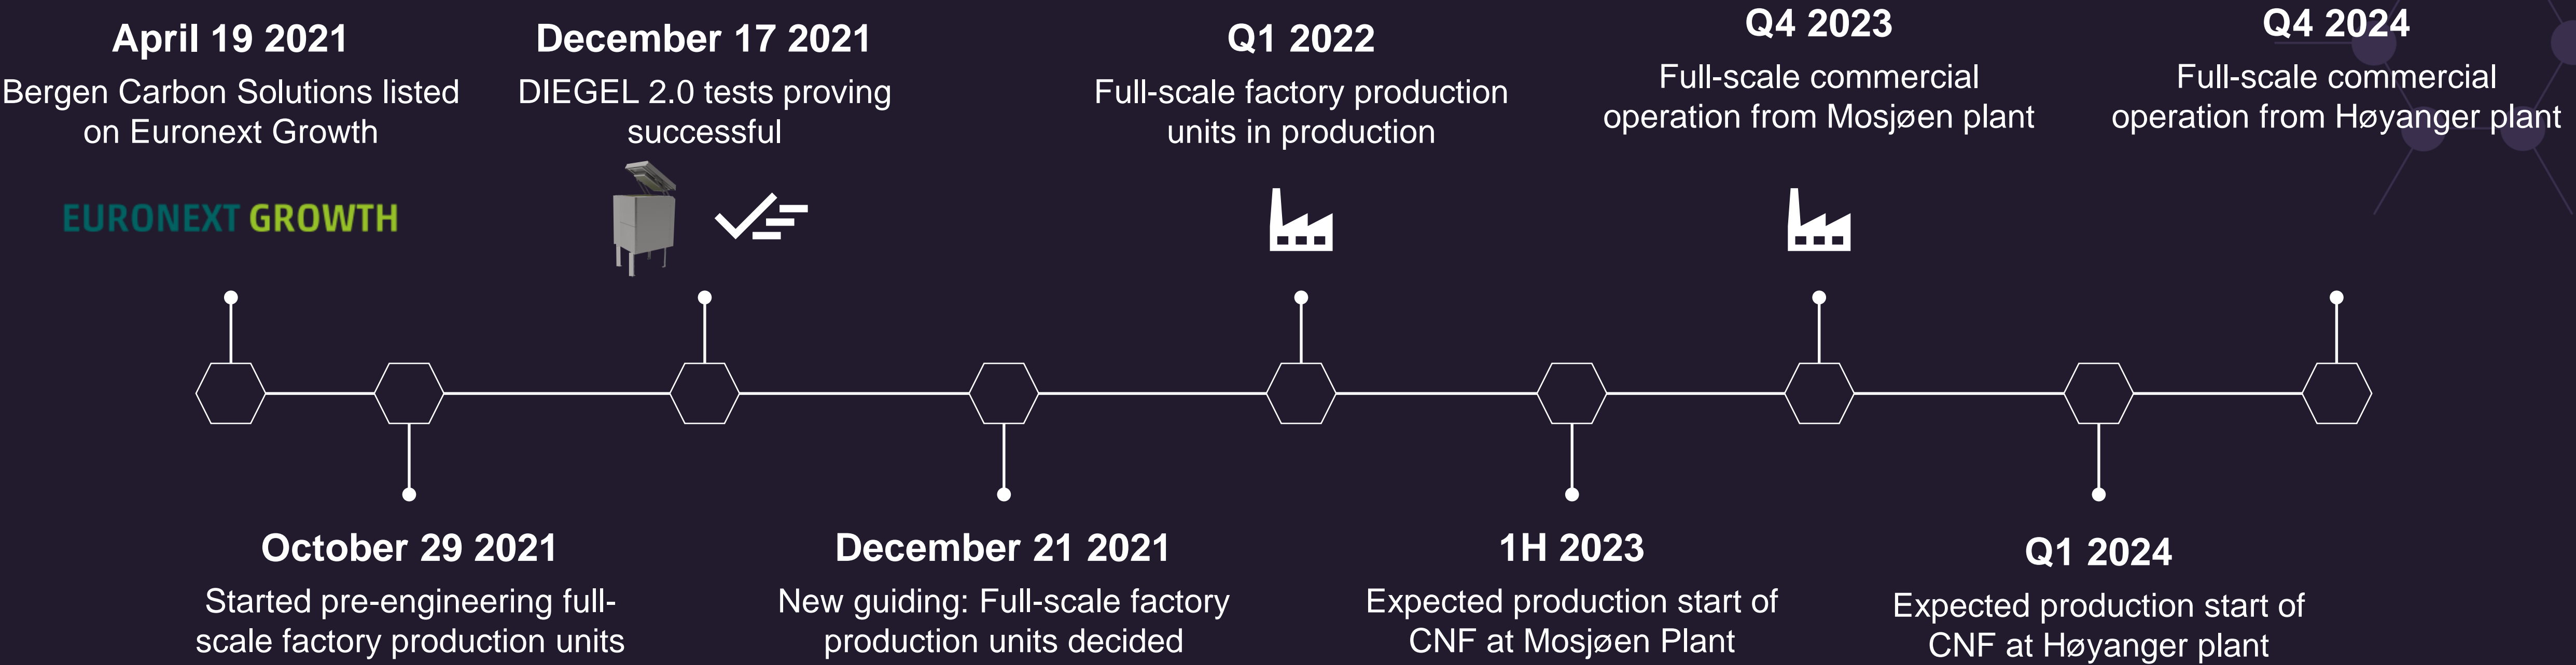 April 19 2021
Bergen Carbon Solutions listed
on Euronext Growth
EURONEXT GROWTH
October 29 2021
Started pre-engineering full-
scale factory production units
December 17 2021
DIEGEL 2.0 tests proving
successful
December 21 2021
New guiding: Full-scale factory
production units decided
Q1 2022
Full-scale factory production
units in production
1H 2023
Expected production start of
CNF at Mosjøen Plant
Q4 2023
Full-scale commercial
operation from Mosjøen plant
Q1 2024
Expected production start of
CNF at Høyanger plant
Q4 2024
Full-scale commercial
operation from Høyanger plant